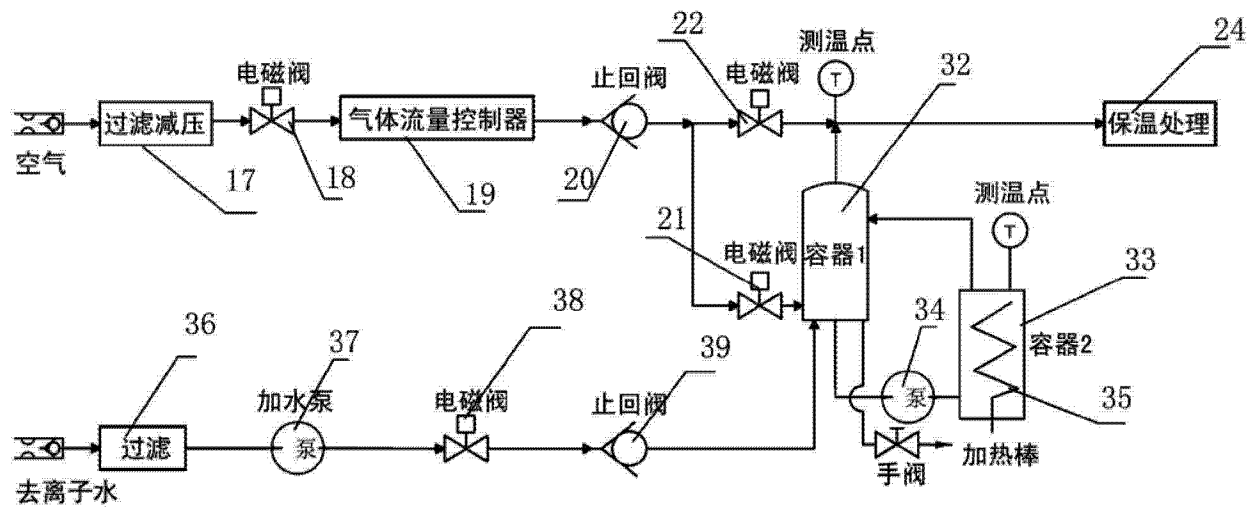 22
测温点
24
电磁阀
止回阀
电磁阀
T
32
过滤减压
气体流量控制器
保温处理
空气
17
18
19
20
测温点
21
电磁阀
容器1
T
33
36
37
38
39
34
容器2
加水泵
电磁阀
止回阀
泵
35
过滤
泵
加热棒
手阀
去离子水